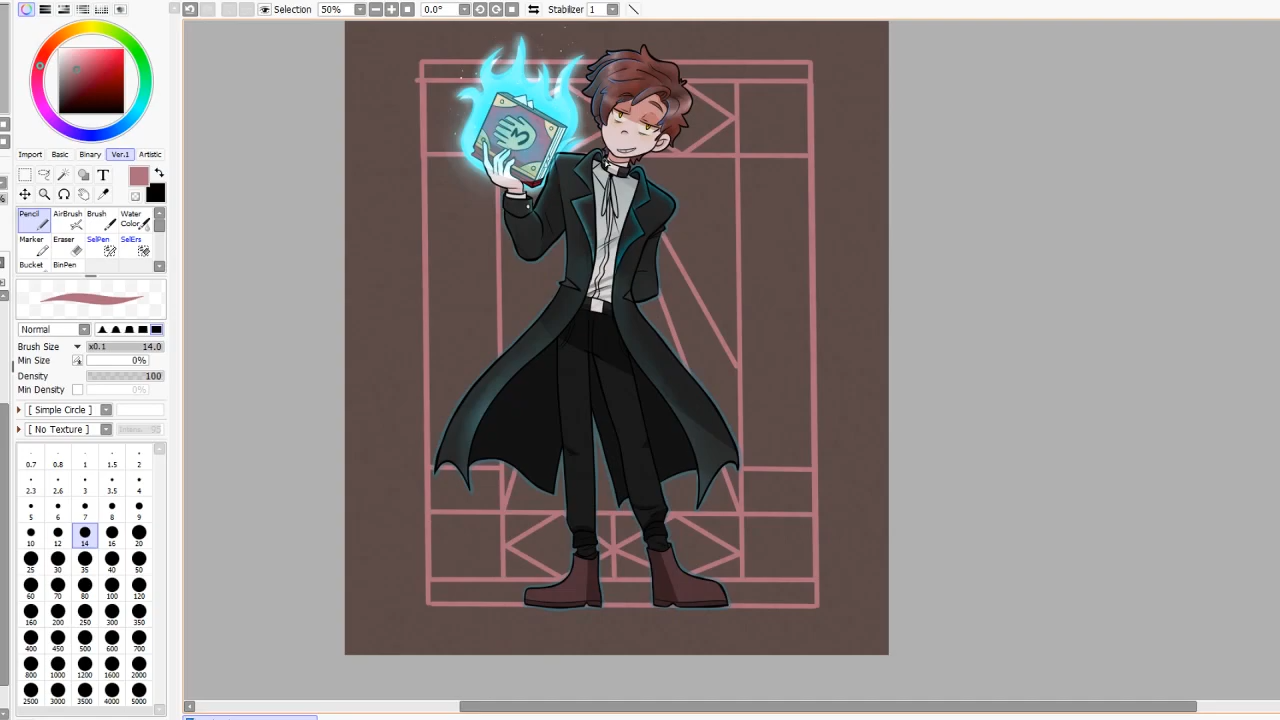 Selection 50% 0.0° Stabilizer 1
Import Basic Binary Ver.1 Artistic
T
Pencil AirBrush Brush Water Color
Marker Eraser SelPen SelErs
Bucket BinPen
Normal
Brush Size x0.1 14.0
Min Size 0%
Density 100
Min Density 0%
[ Simple Circle ]
[ No Texture ]
0.7 0.8 1 1.5 2
2.3 2.6 3 3.5 4
5 6 7 8 9
10 12 14 16 20
25 30 35 40 50
60 70 80 100 120
160 200 250 300 350
400 450 500 600 700
800 1000 1200 1600 2000
2500 3000 3500 4000 5000
3